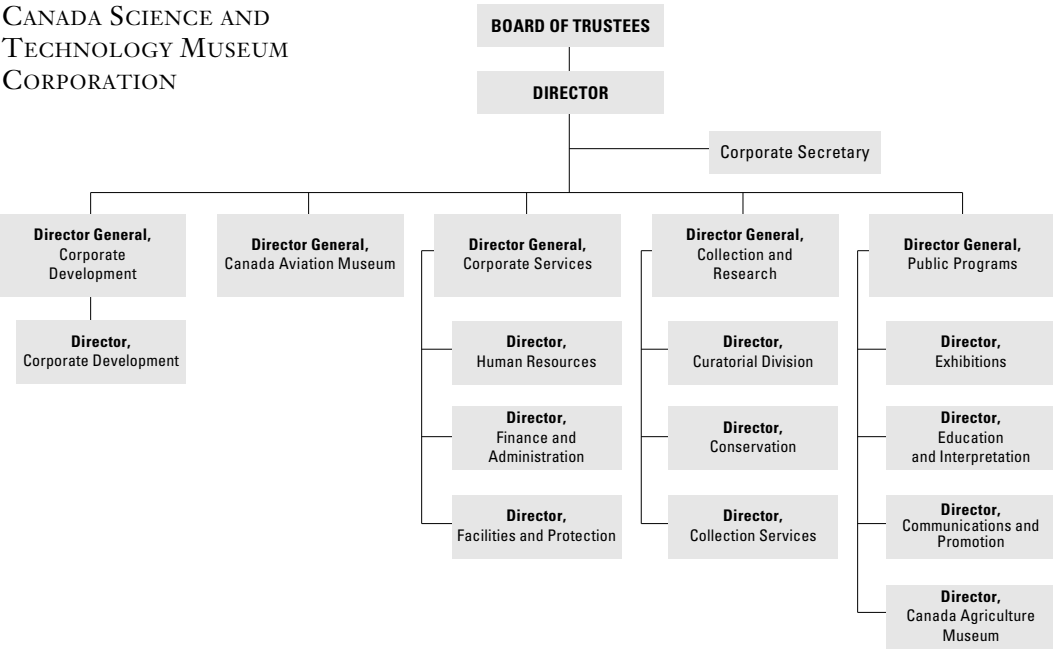 CANADA SCIENCE AND
TECHNOLOGY MUSEUM
CORPORATION
BOARD OF TRUSTEES
DIRECTOR
Corporate Secretary
Director General,
Corporate
Development
Director,
Corporate Development
Director General,
Canada Aviation Museum
Director General,
Corporate Services
Director,
Human Resources
Director,
Finance and
Administration
Director,
Facilities and Protection
Director General,
Collection and
Research
Director,
Curatorial Division
Director,
Conservation
Director,
Collection Services
Director General,
Public Programs
Director,
Exhibitions
Director,
Education
and Interpretation
Director,
Communications and
Promotion
Director,
Canada Agriculture
Museum